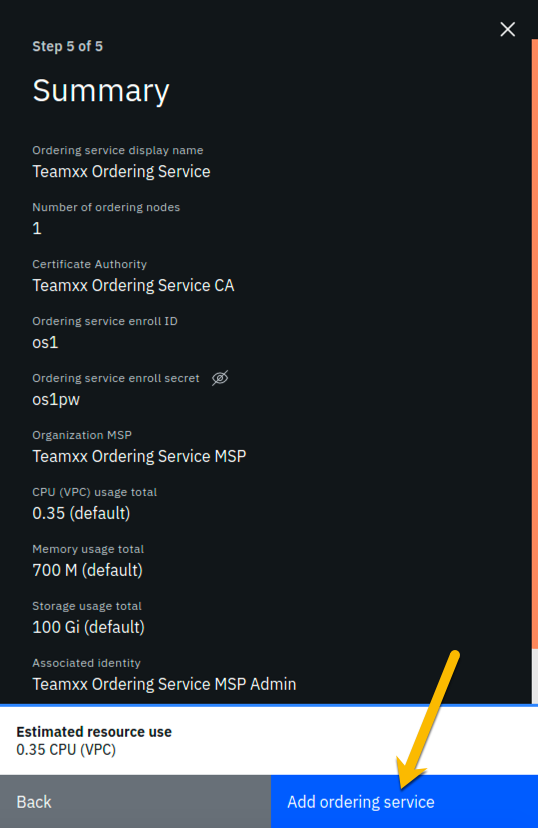 Step 5 of 5
Summary
Ordering service display name
Teamxx Ordering Service
Number of ordering nodes
1
Certificate Authority
Teamxx Ordering Service CA
Ordering service enroll ID
os1
Ordering service enroll secret
os1pw
Organization MSP
Teamxx Ordering Service MSP
CPU (VPC) usage total
0.35 (default)
Memory usage total
700 M (default)
Storage usage total
100 Gi (default)
Associated identity
Teamxx Ordering Service MSP Admin
Estimated resource use
0.35 CPU (VPC)
Back
Add ordering service